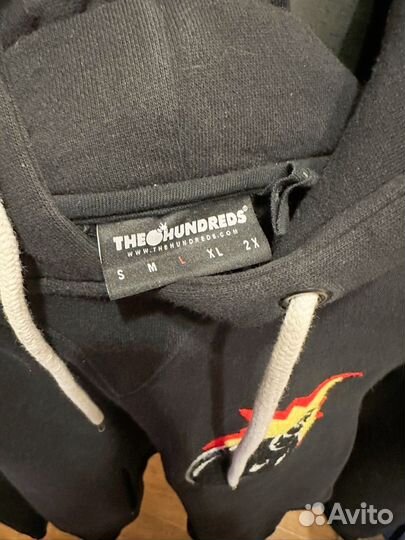 THE HUNDREDS
WWW.THEHUNDREDS.COM
S M L XL 2X
Avito